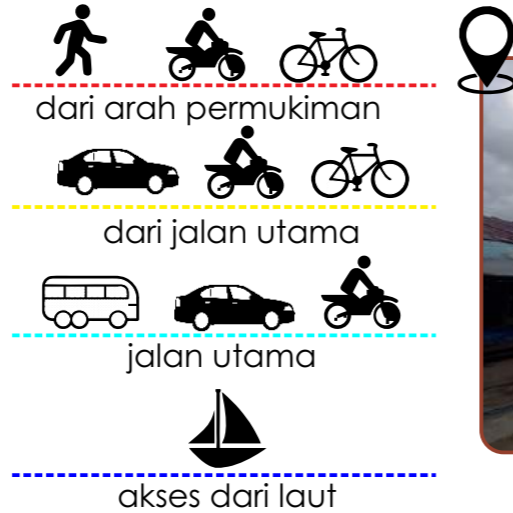 dari arah permukiman
dari jalan utama
jalan utama
akses dari laut